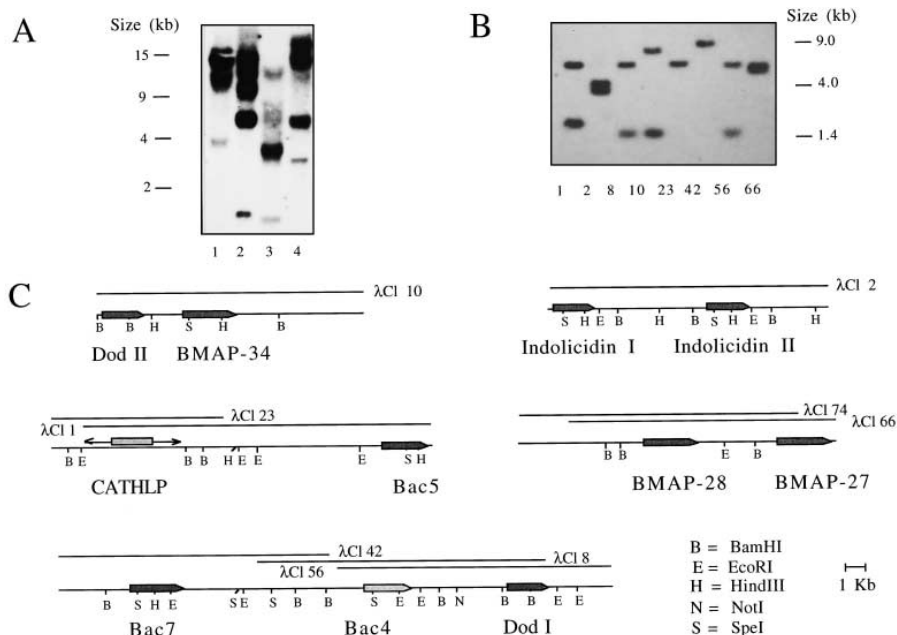 A
Size (kb)
15
9
4
2
1 2 3 4
B
Size (kb)
9.0
4.0
1.4
1 2 8 10 23 42 56 66
C
λCl 10
B B H S H B
Dod II BMAP-34
λCl 2
S H E B H B S H E B H
Indolicidin I Indolicidin II
λCl 23
λCl 1
B E B B H E E E S H
CATHLP Bac5
λCl 74
λCl 66
B B E B
BMAP-28 BMAP-27
λCl 42
λCl 8
λCl 56
B S H E S E S B B S E E B N B B E E
Bac7 Bac4 Dod I
B = BamHI
E = EcoRI
H = HindIII
N = NotI
S = SpeI
1 Kb